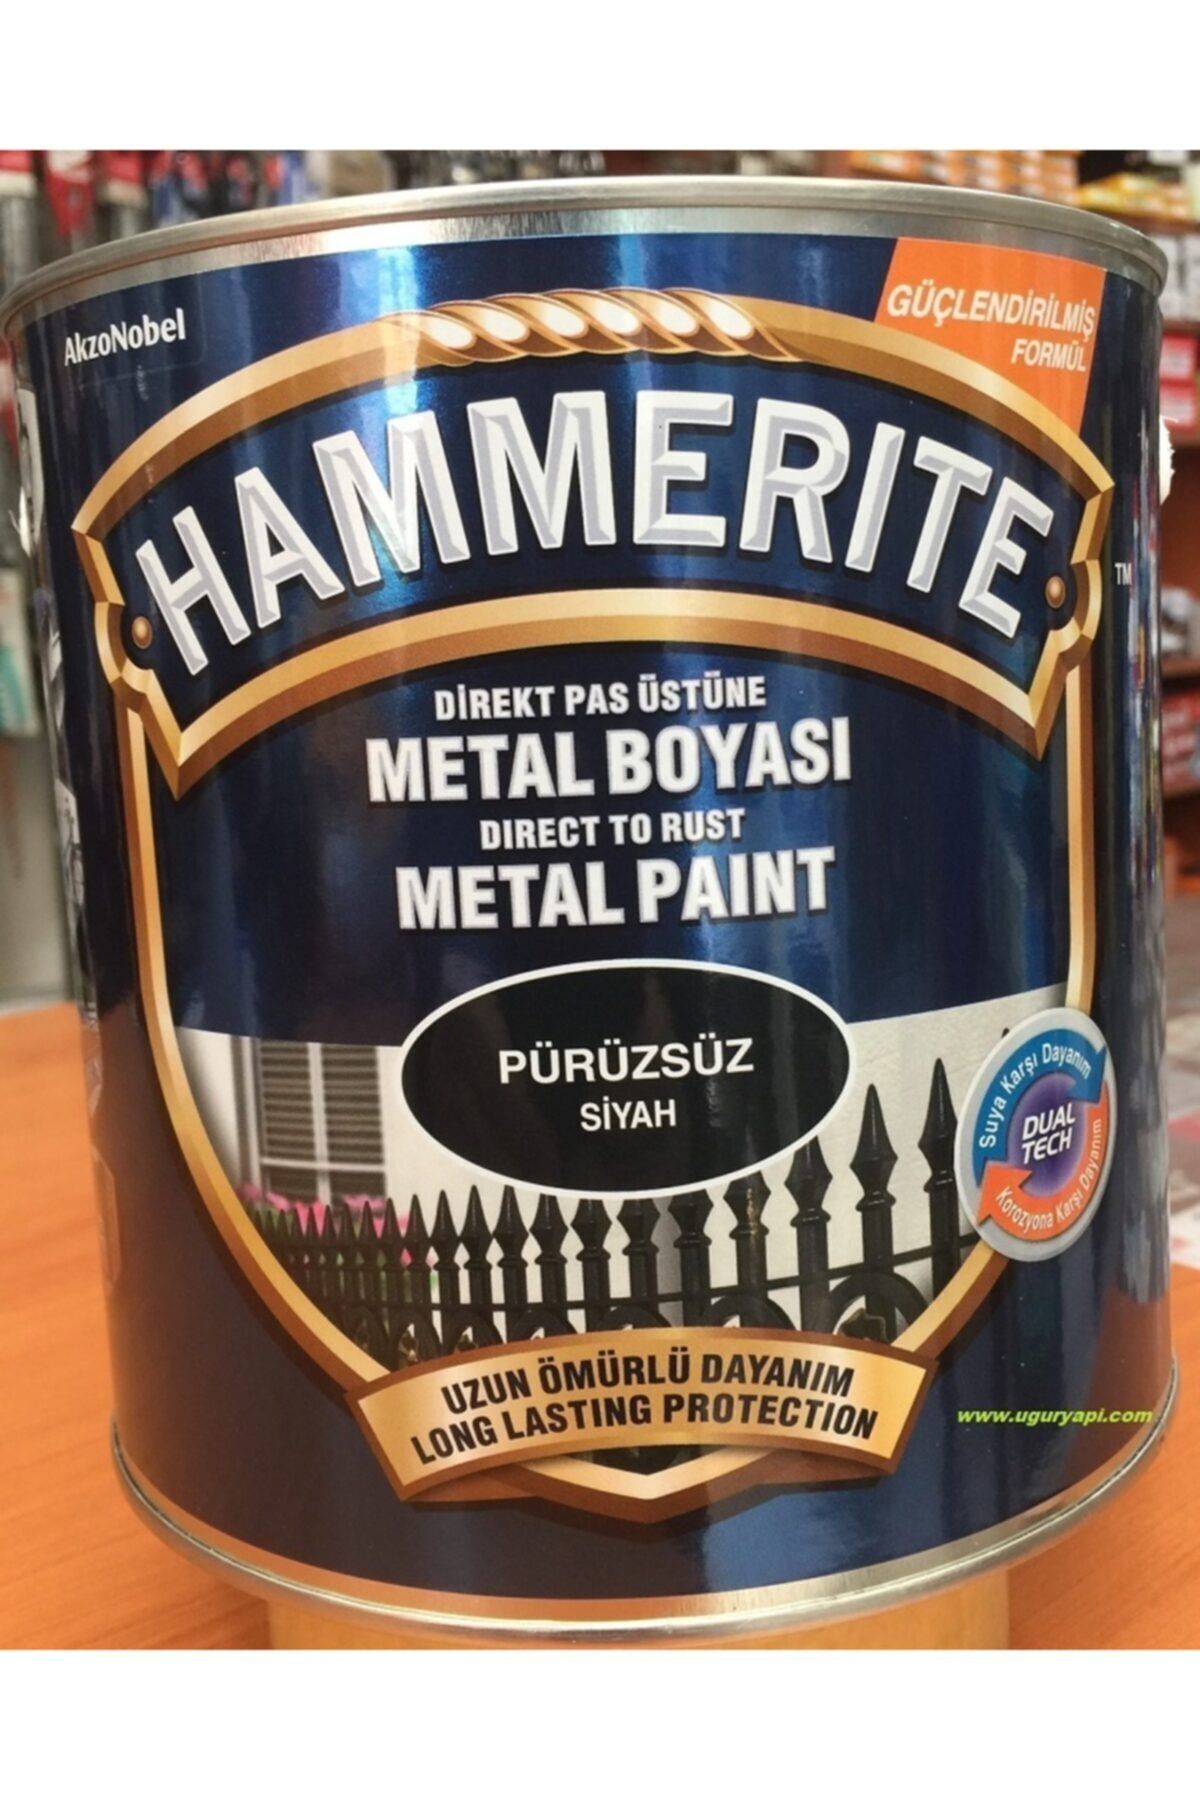 AkzoNobel
GÜÇLENDİRİLMİŞ
FORMÜL
HAMMERITE
TM
DİREKT PAS ÜSTÜNE
METAL BOYASI
DIRECT TO RUST
METAL PAINT
PÜRÜZSÜZ
SİYAH
Suya Karşı Dayanım
DUAL
TECH
Korozyona Karşı Dayanım
UZUN ÖMÜRLÜ DAYANIM
LONG LASTING PROTECTION
www.uguryapi.com